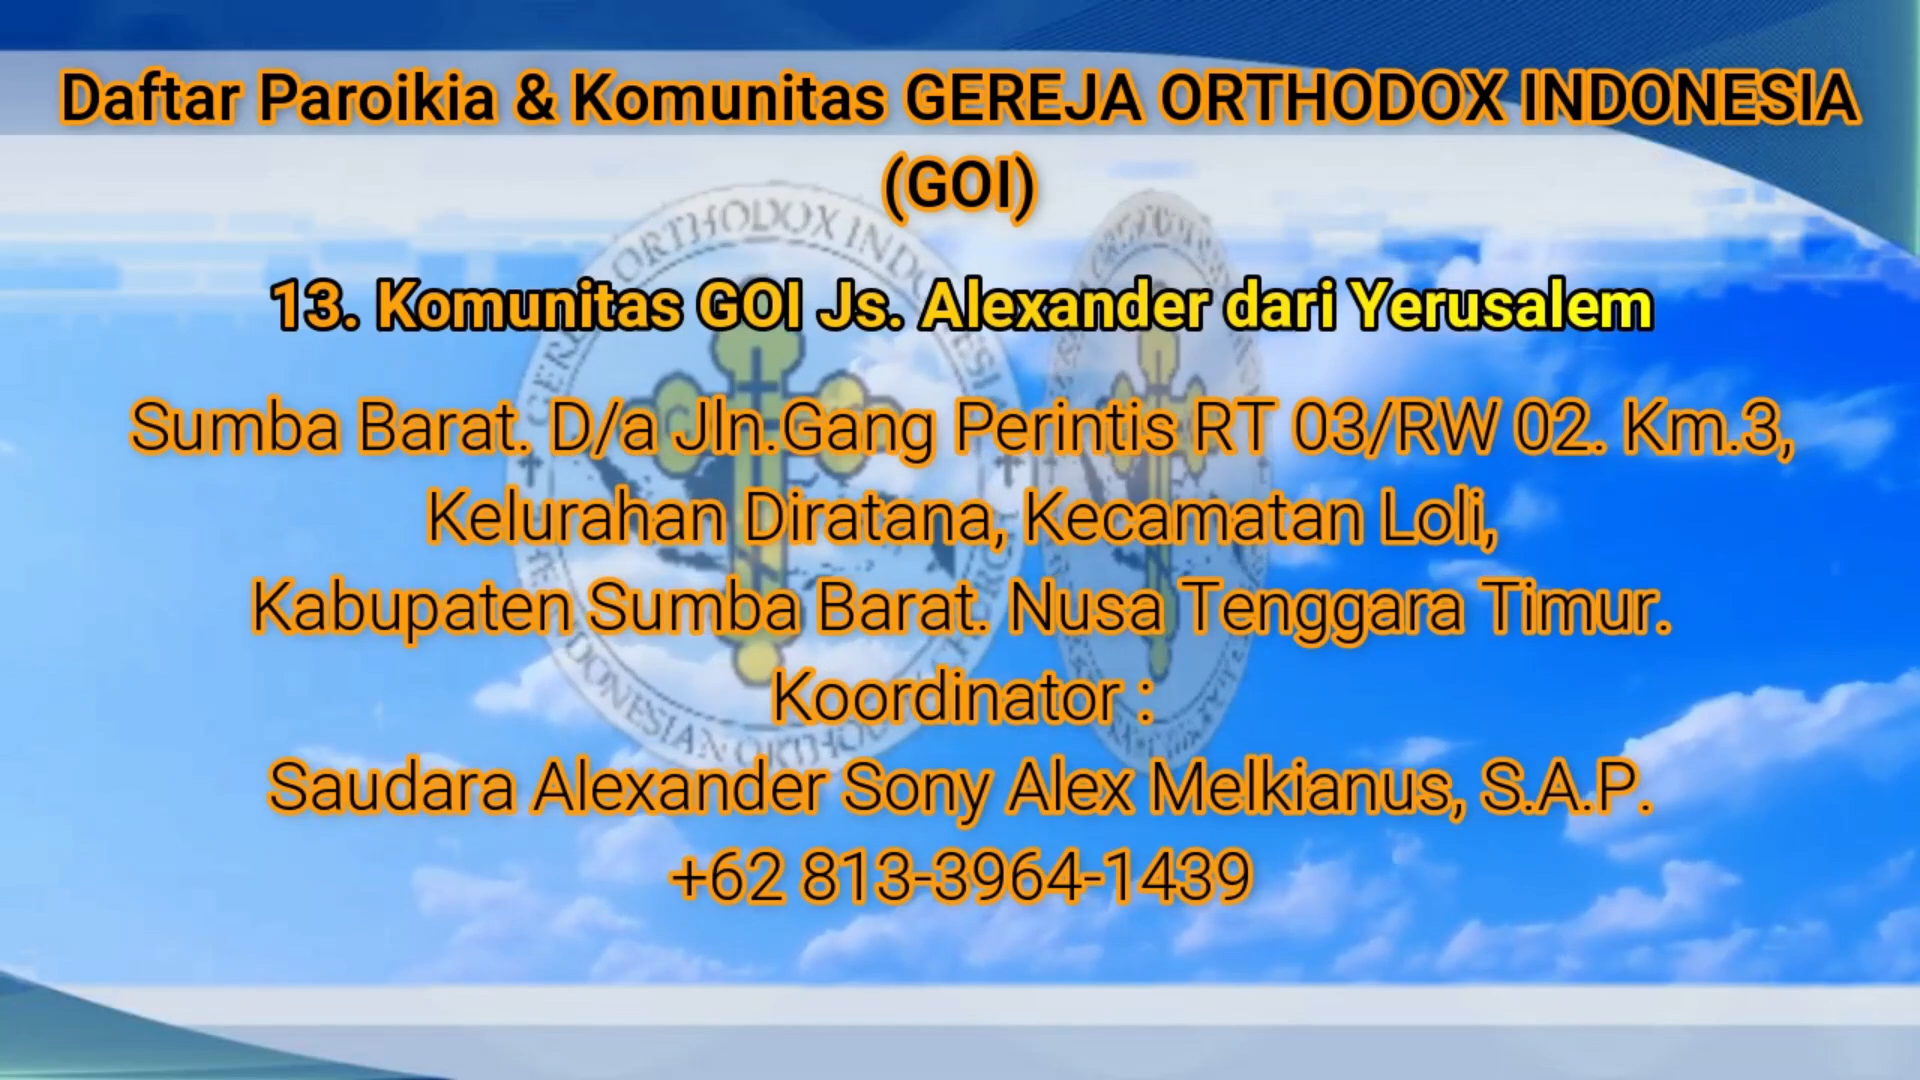 Daftar Paroikia & Komunitas GEREJA ORTHODOX INDONESIA
(GOI)
13. Komunitas GOI Js. Alexander dari Yerusalem
Sumba Barat. D/a Jln.Gang Perintis RT 03/RW 02. Km.3,
Kelurahan Diratana, Kecamatan Loli,
Kabupaten Sumba Barat. Nusa Tenggara Timur.
Koordinator :
Saudara Alexander Sony Alex Melkianus, S.A.P.
+62 813-3964-1439